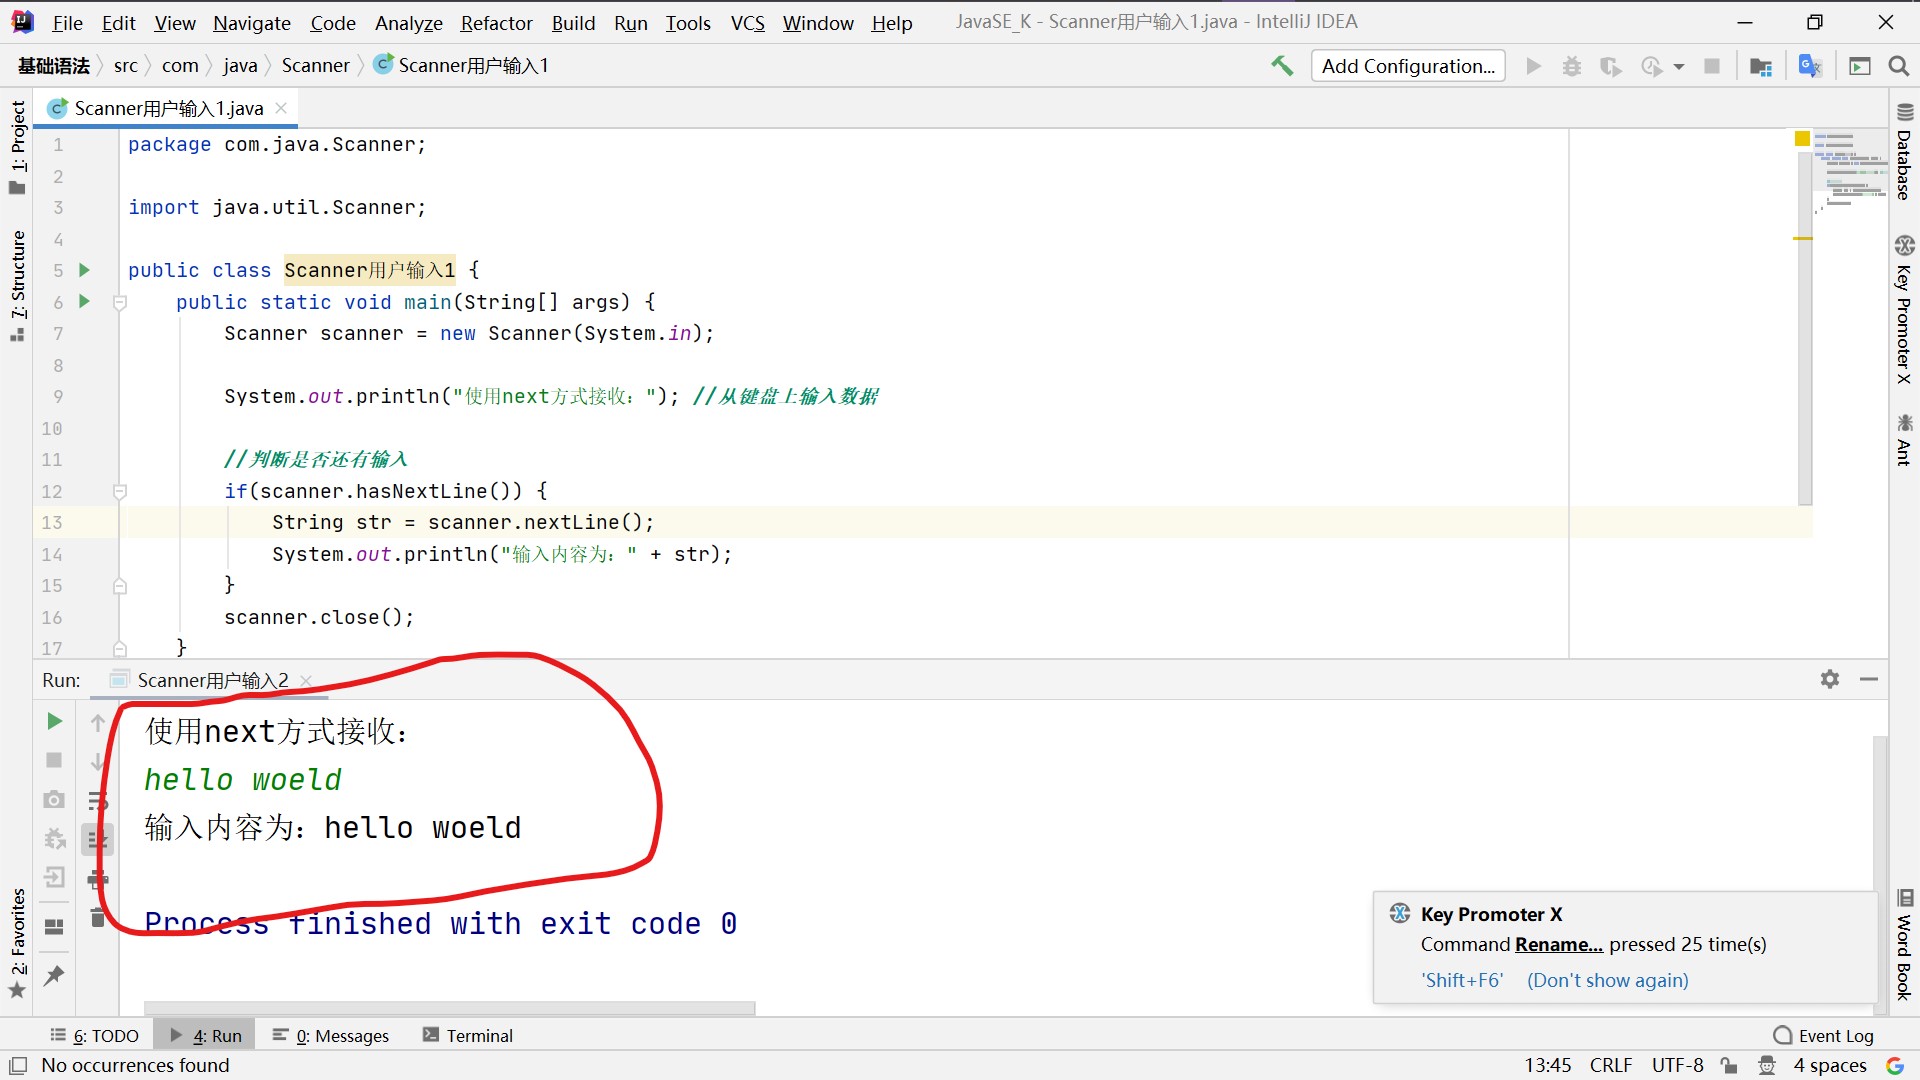 File Edit View Navigate Code Analyze Refactor Build Run Tools VCS Window Help JavaSE_K - Scanner用户输入1.java - IntelliJ IDEA
基础语法 src com java Scanner Scanner用户输入1 Add Configuration...
Scanner用户输入1.java
1: Project
7: Structure
2: Favorites
1 package com.java.Scanner;
2
3 import java.util.Scanner;
4
5 public class Scanner用户输入1 {
6 public static void main(String[] args) {
7 Scanner scanner = new Scanner(System.in);
8
9 System.out.println("使用next方式接收："); //从键盘上输入数据
10
11 //判断是否还有输入
12 if(scanner.hasNextLine()) {
13 String str = scanner.nextLine();
14 System.out.println("输入内容为：" + str);
15 }
16 scanner.close();
17 }
Database
Key Promoter X
Ant
Word Book
Run: Scanner用户输入2
使用next方式接收：
hello woeld
输入内容为：hello woeld
Process finished with exit code 0
Key Promoter X
Command Rename... pressed 25 time(s)
'Shift+F6' (Don't show again)
6: TODO 4: Run 0: Messages Terminal Event Log
No occurrences found 13:45 CRLF UTF-8 4 spaces